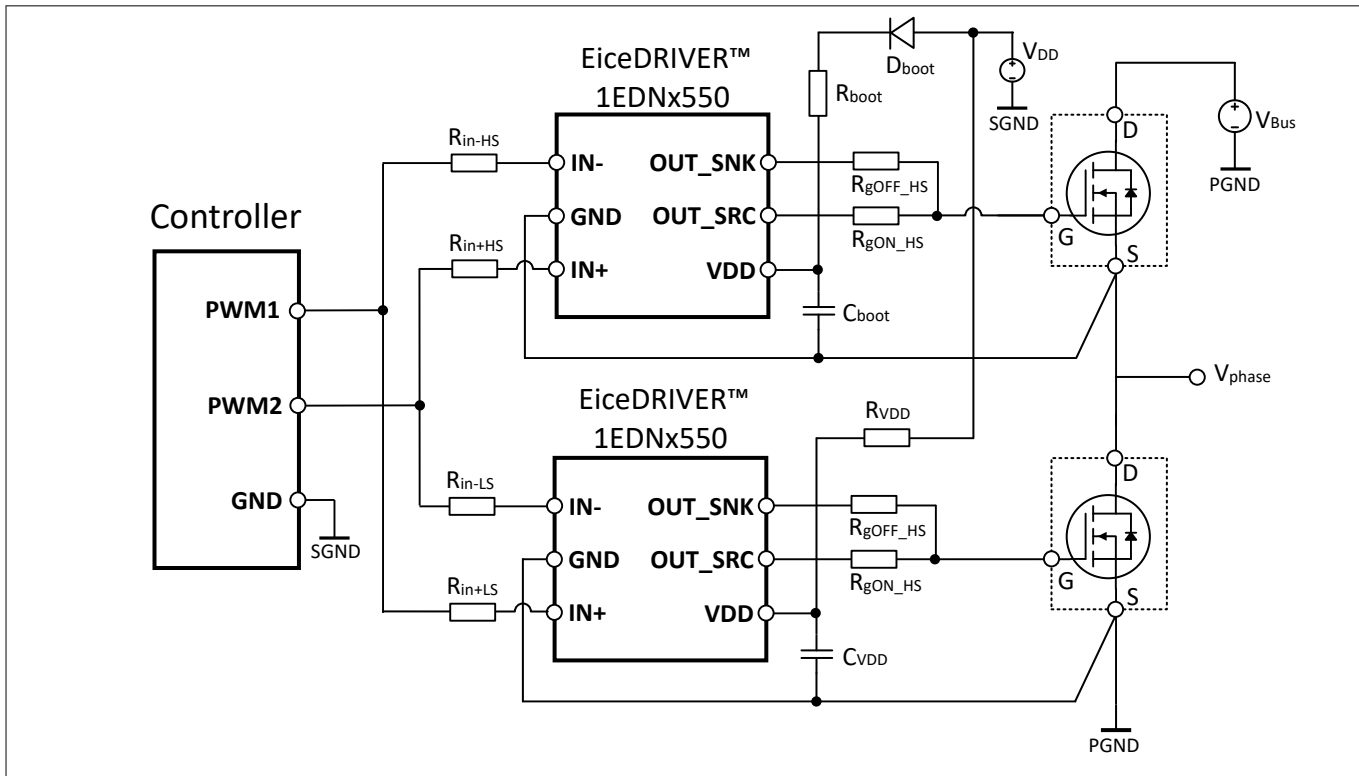 EiceDRIVER™
1EDNx550
Dboot
VDD
Rboot
SGND
D
VBus
PGND
Rin-HS
IN-
OUT_SNK
RgOFF_HS
Controller
GND
OUT_SRC
G
RgON_HS
S
Rin+HS
IN+
VDD
PWM1
Cboot
Vphase
PWM2
EiceDRIVER™
1EDNx550
RVDD
D
Rin-LS
IN-
OUT_SNK
RgOFF_HS
GND
SGND
GND
OUT_SRC
G
RgON_HS
S
Rin+LS
IN+
VDD
CVDD
PGND